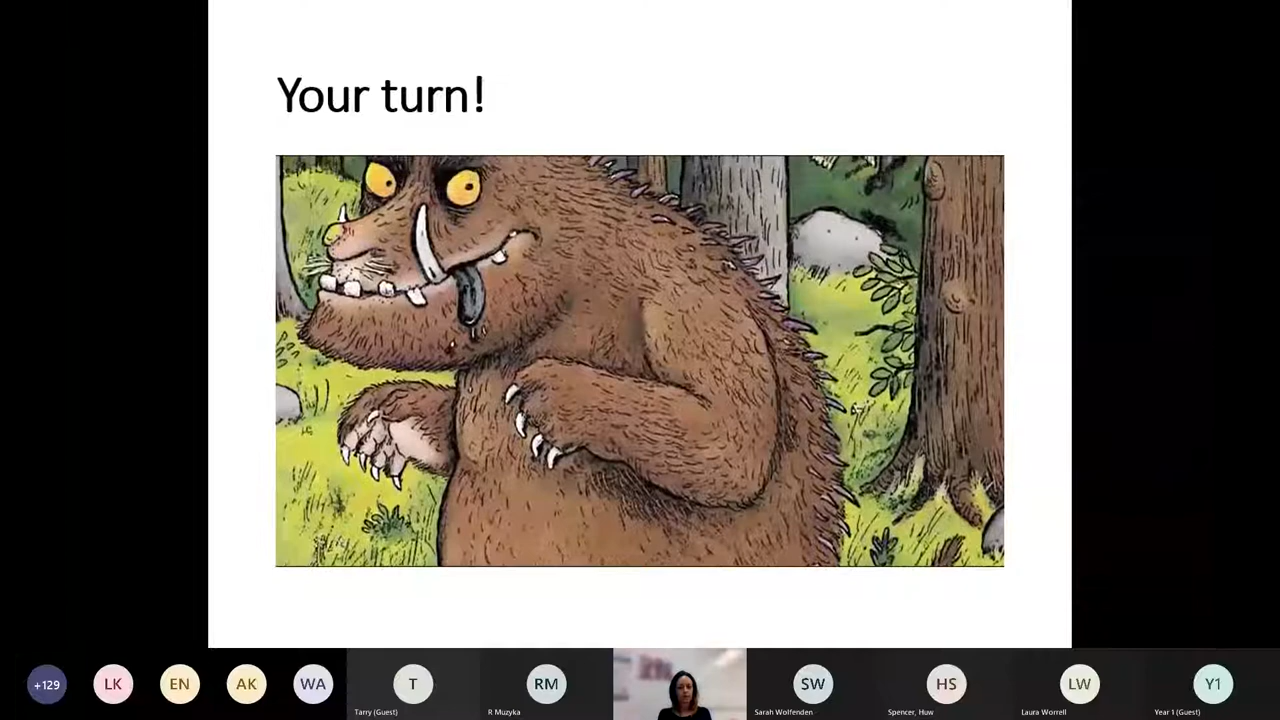 Your turn!
+129
LK
EN
AK
WA
T
RM
SW
HS
LW
Y1
Tarry (Guest)
R Muzyka
Sarah Wolfenden
Spencer, Huw
Laura Worrell
Year 1 (Guest)